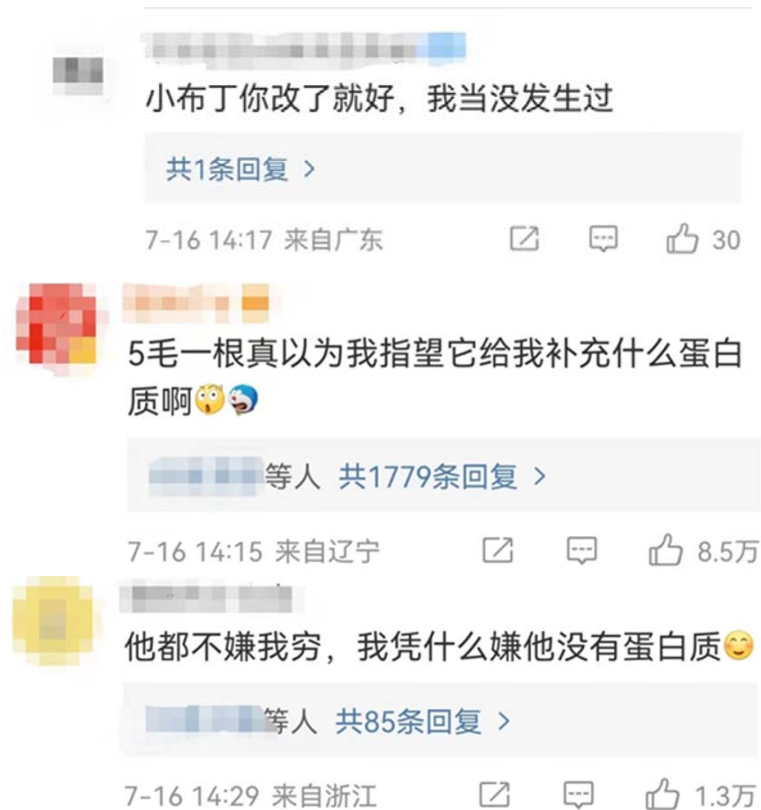 小布丁你改了就好，我当没发生过
共1条回复 >
7-16 14:17 来自广东 30
5毛一根真以为我指望它给我补充什么蛋白
质啊
等人 共1779条回复 >
7-16 14:15 来自辽宁 8.5万
他都不嫌我穷，我凭什么嫌他没有蛋白质
等人 共85条回复 >
7-16 14:29 来自浙江 1.3万